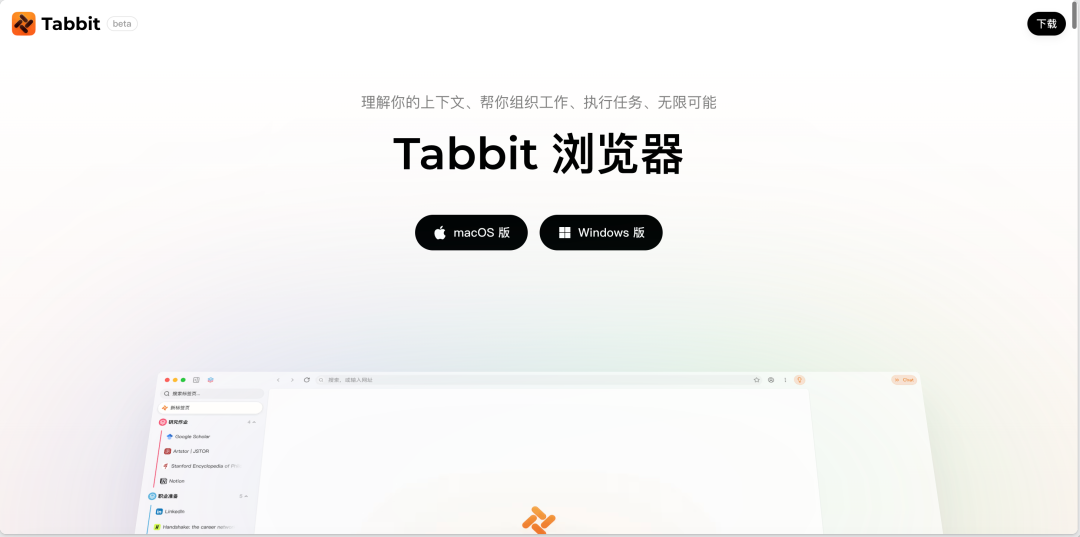 Tabbit beta
下载
理解你的上下文、帮你组织工作、执行任务、无限可能
Tabbit 浏览器
macOS 版
Windows 版
搜索、或输入网址
Chat
搜索标签页...
新标签页
研究作业
4
Google Scholar
Artstor | JSTOR
Stanford Encyclopedia of
Notion
职业准备
5
LinkedIn
Handshake: the career